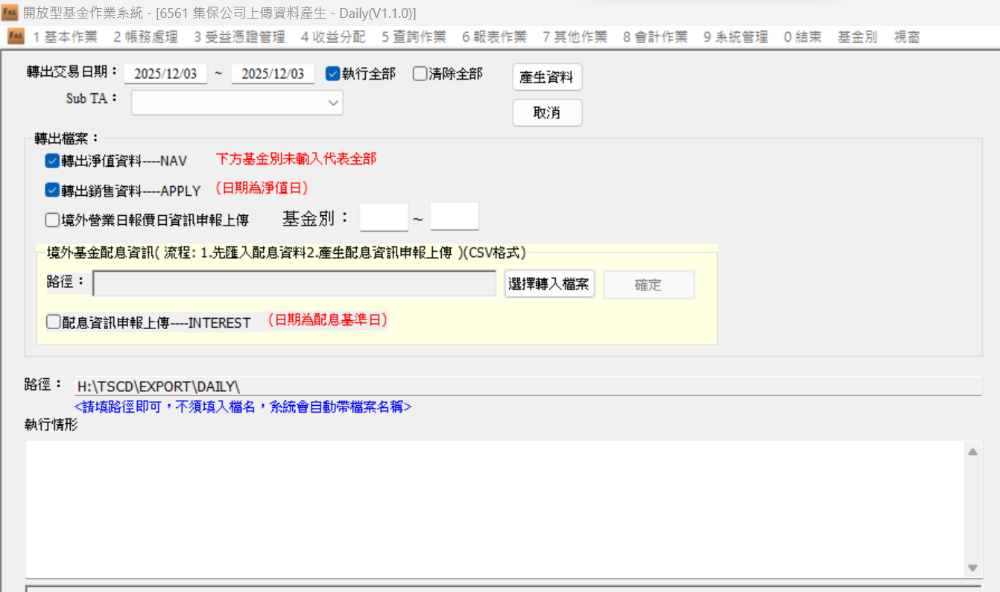 FAS 開放型基金作業系統 - [6561 集保公司上傳資料產生 - Daily(V1.1.0)]
FAS 1 基本作業 2 帳務處理 3 受益憑證管理 4 收益分配 5 查詢作業 6 報表作業 7 其他作業 8 會計作業 9 系統管理 0 結束 基金別 視窗
轉出交易日期： 2025/12/03 ~ 2025/12/03 執行全部 清除全部 產生資料
Sub TA：
取消
轉出檔案：
轉出淨值資料----NAV 下方基金別未輸入代表全部
轉出銷售資料----APPLY (日期為淨值日)
境外營業日報價日資訊申報上傳 基金別： ~
境外基金配息資訊( 流程: 1.先匯入配息資料2.產生配息資訊申報上傳 )(CSV格式)
路徑： 選擇轉入檔案 確定
配息資訊申報上傳----INTEREST (日期為配息基準日)
路徑： H:\TSCD\EXPORT\DAILY\
<請填路徑即可，不須填入檔名，系統會自動帶檔案名稱>
執行情形